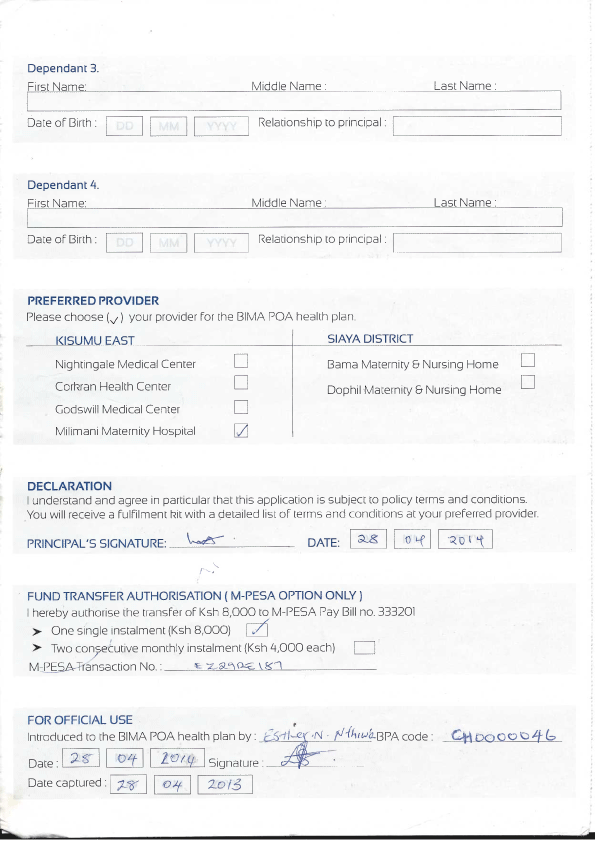 Dependant 3.
First Name: Middle Name : Last Name :
Date of Birth : DD MM YYYY Relationship to principal :
Dependant 4.
First Name: Middle Name : Last Name :
Date of Birth : DD MM YYYY Relationship to principal :
PREFERRED PROVIDER
Please choose (✓) your provider for the BIMA POA health plan.
KISUMU EAST SIAYA DISTRICT
Nightingale Medical Center Bama Maternity & Nursing Home
Corkran Health Center Dophil Maternity & Nursing Home
Godswill Medical Center
Milimani Maternity Hospital ✓
DECLARATION
I understand and agree in particular that this application is subject to policy terms and conditions.
You will receive a fulfilment kit with a detailed list of terms and conditions at your preferred provider.
PRINCIPAL'S SIGNATURE: DATE: 28 04 2014
FUND TRANSFER AUTHORISATION ( M-PESA OPTION ONLY )
I hereby authorise the transfer of Ksh 8,000 to M-PESA Pay Bill no. 333201
➤ One single instalment (Ksh 8,000) ✓
➤ Two consecutive monthly instalment (Ksh 4,000 each)
M-PESA Transaction No. :
FOR OFFICIAL USE
Introduced to the BIMA POA health plan by : Esther N. BPA code : CH0000046
Date : 28 04 2014 Signature :
Date captured : 28 04 2013